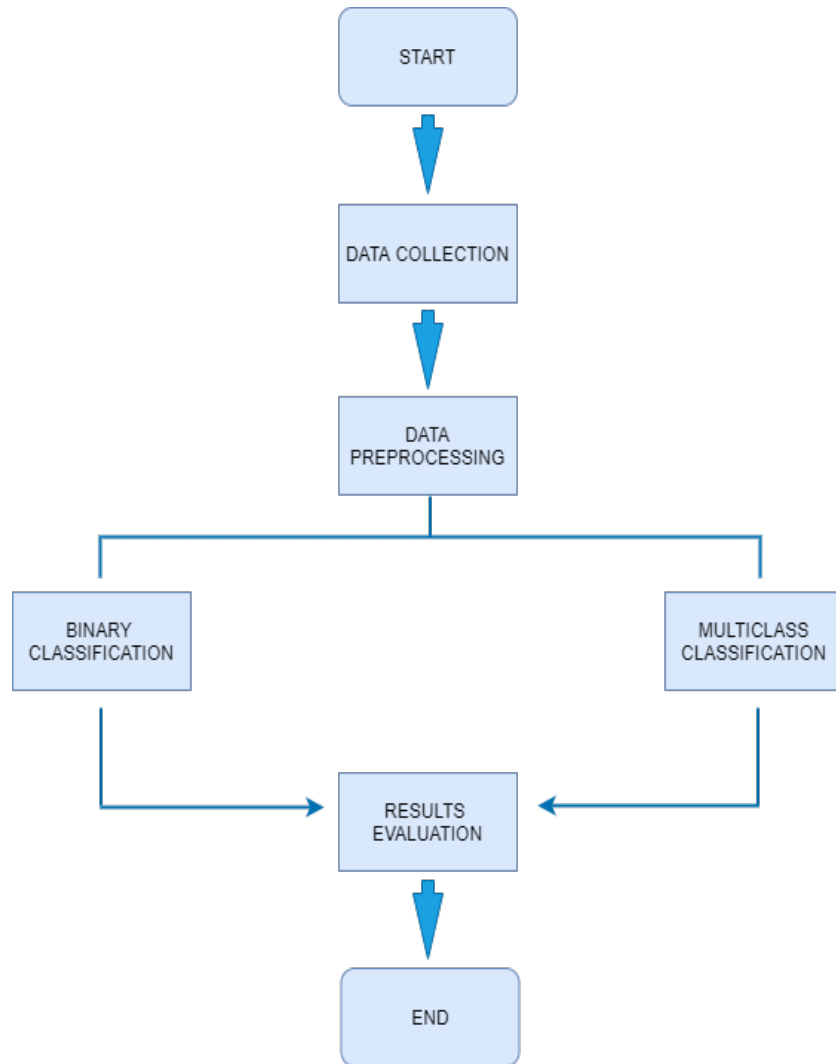 START
DATA COLLECTION
DATA
PREPROCESSING
BINARY
CLASSIFICATION
MULTICLASS
CLASSIFICATION
RESULTS
EVALUATION
END